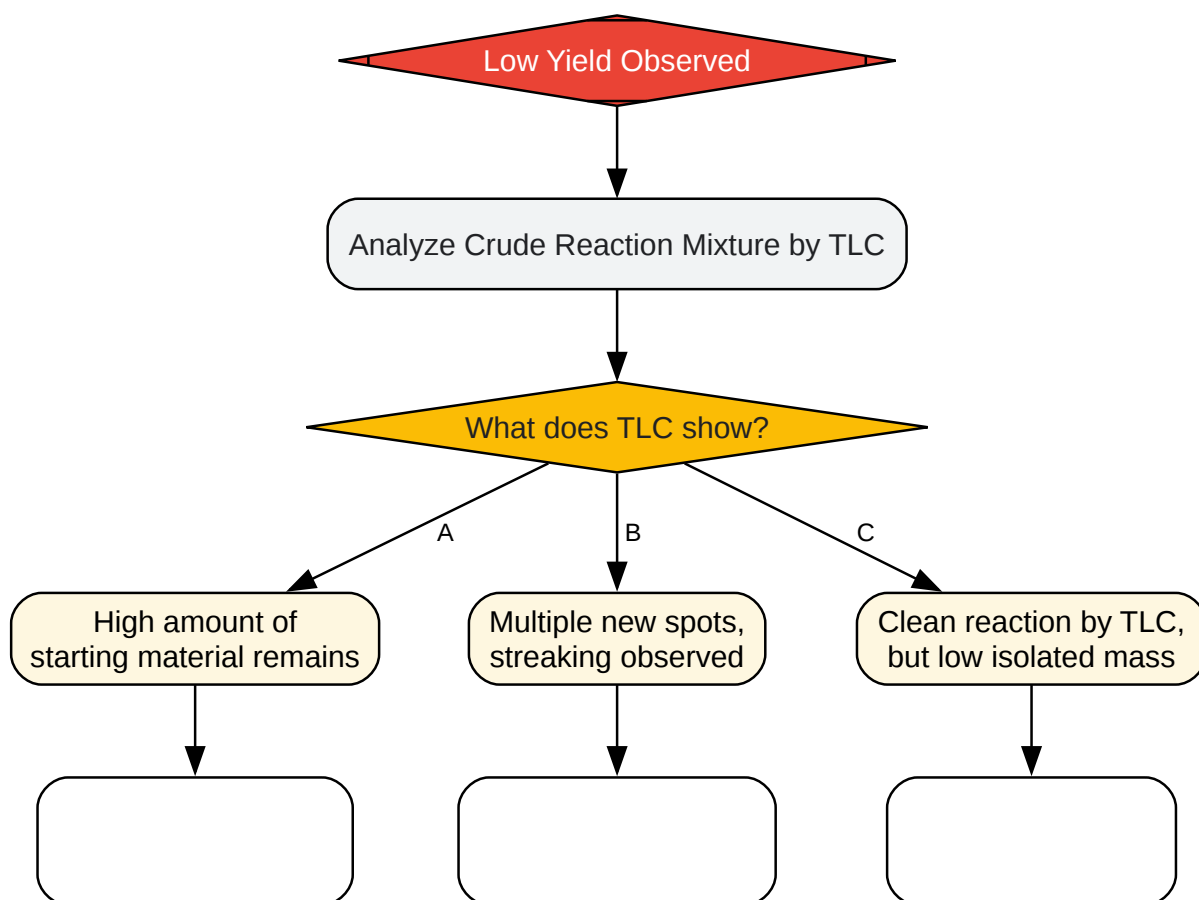 Low Yield Observed
Analyze Crude Reaction Mixture by TLC
What does TLC show?
A
B
C
High amount of
starting material remains
Multiple new spots,
streaking observed
Clean reaction by TLC,
but low isolated mass